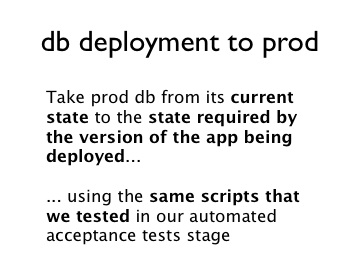 db deployment to prod
Take prod db from its current
state to the state required by
the version of the app being
deployed...
... using the same scripts that
we tested in our automated
acceptance tests stage